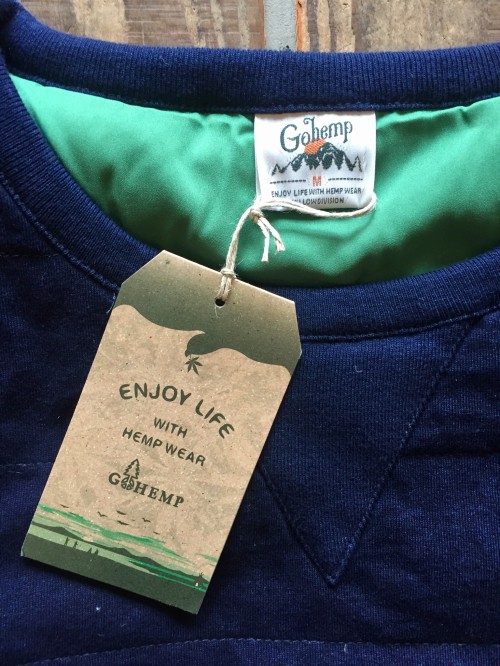 Gohemp
M
ENJOY LIFE WITH HEMP WEAR
ENJOY LIFE
WITH
HEMP WEAR
GOHEMP